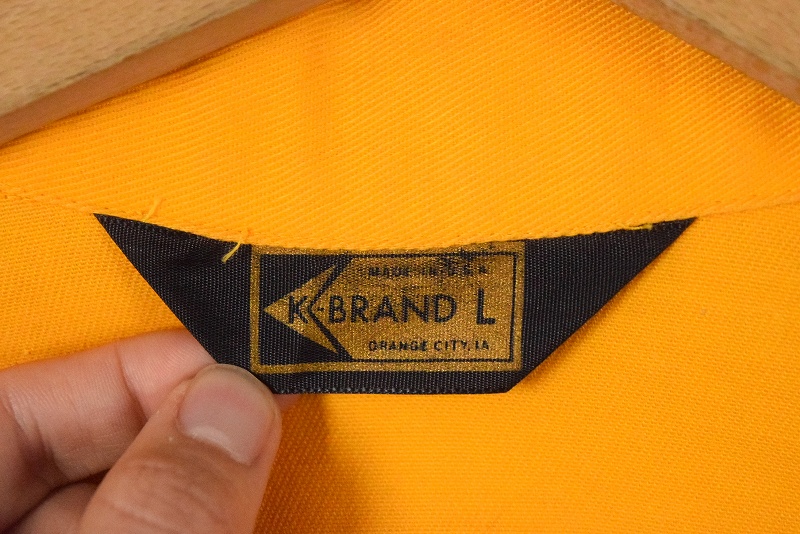 MADE IN U.S.A.
K-BRAND L
ORANGE CITY, IA.